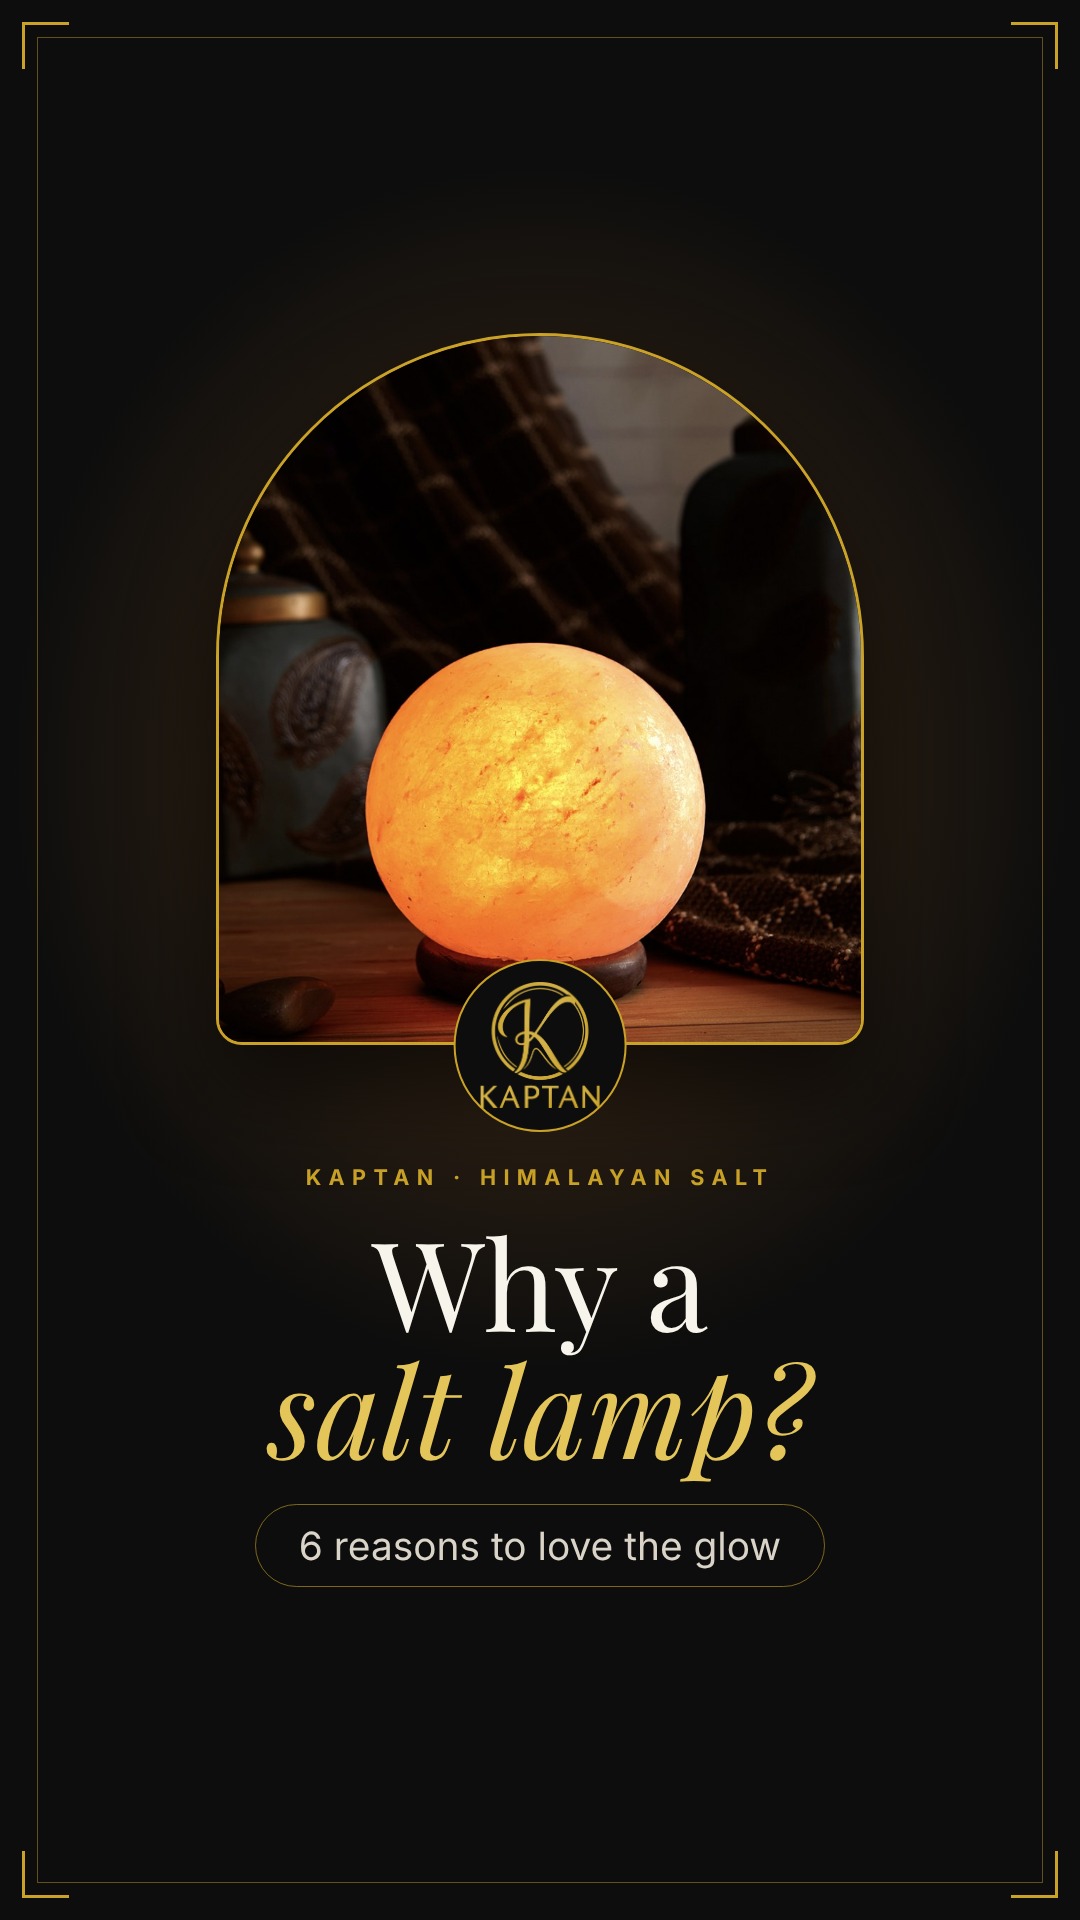 K
KAPTAN
KAPTAN · HIMALAYAN SALT
Why a
salt lamp?
6 reasons to love the glow